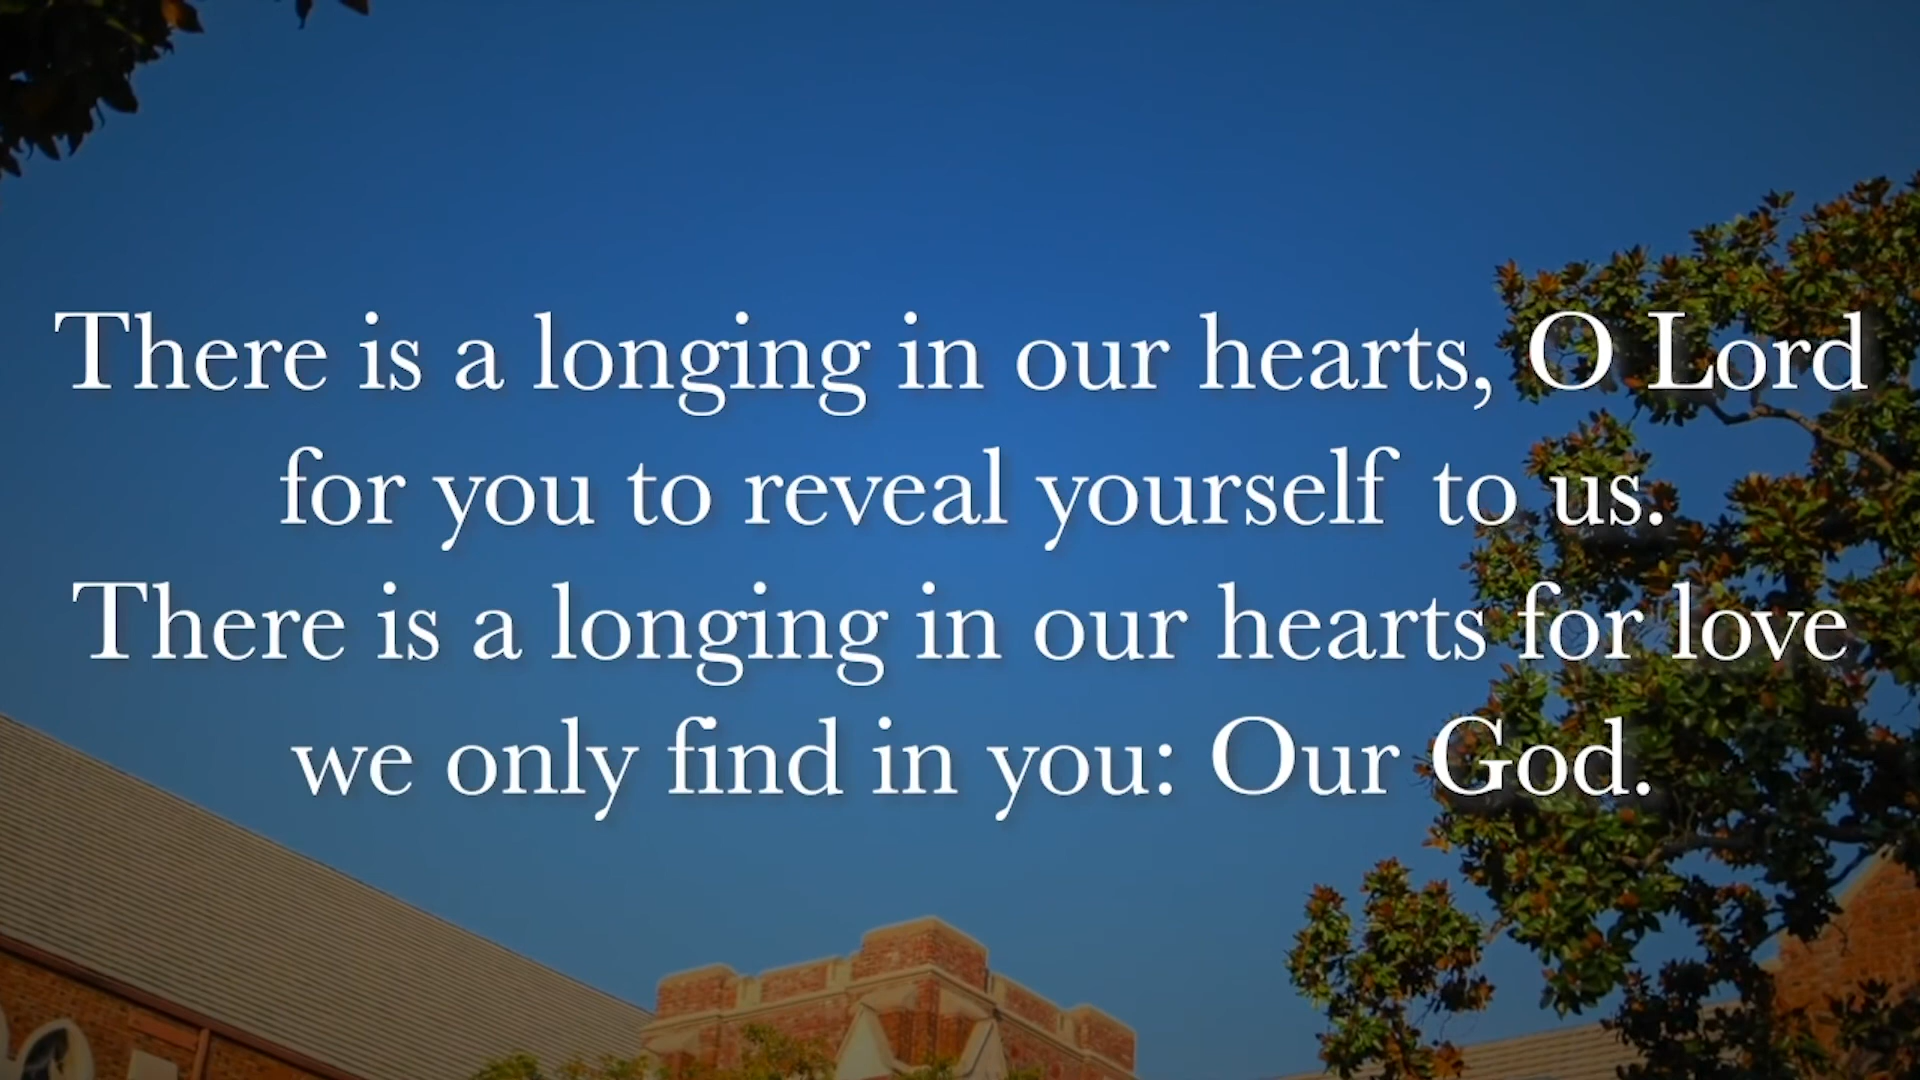 There is a longing in our hearts, O Lord
for you to reveal yourself to us.
There is a longing in our hearts for love
we only find in you: Our God.